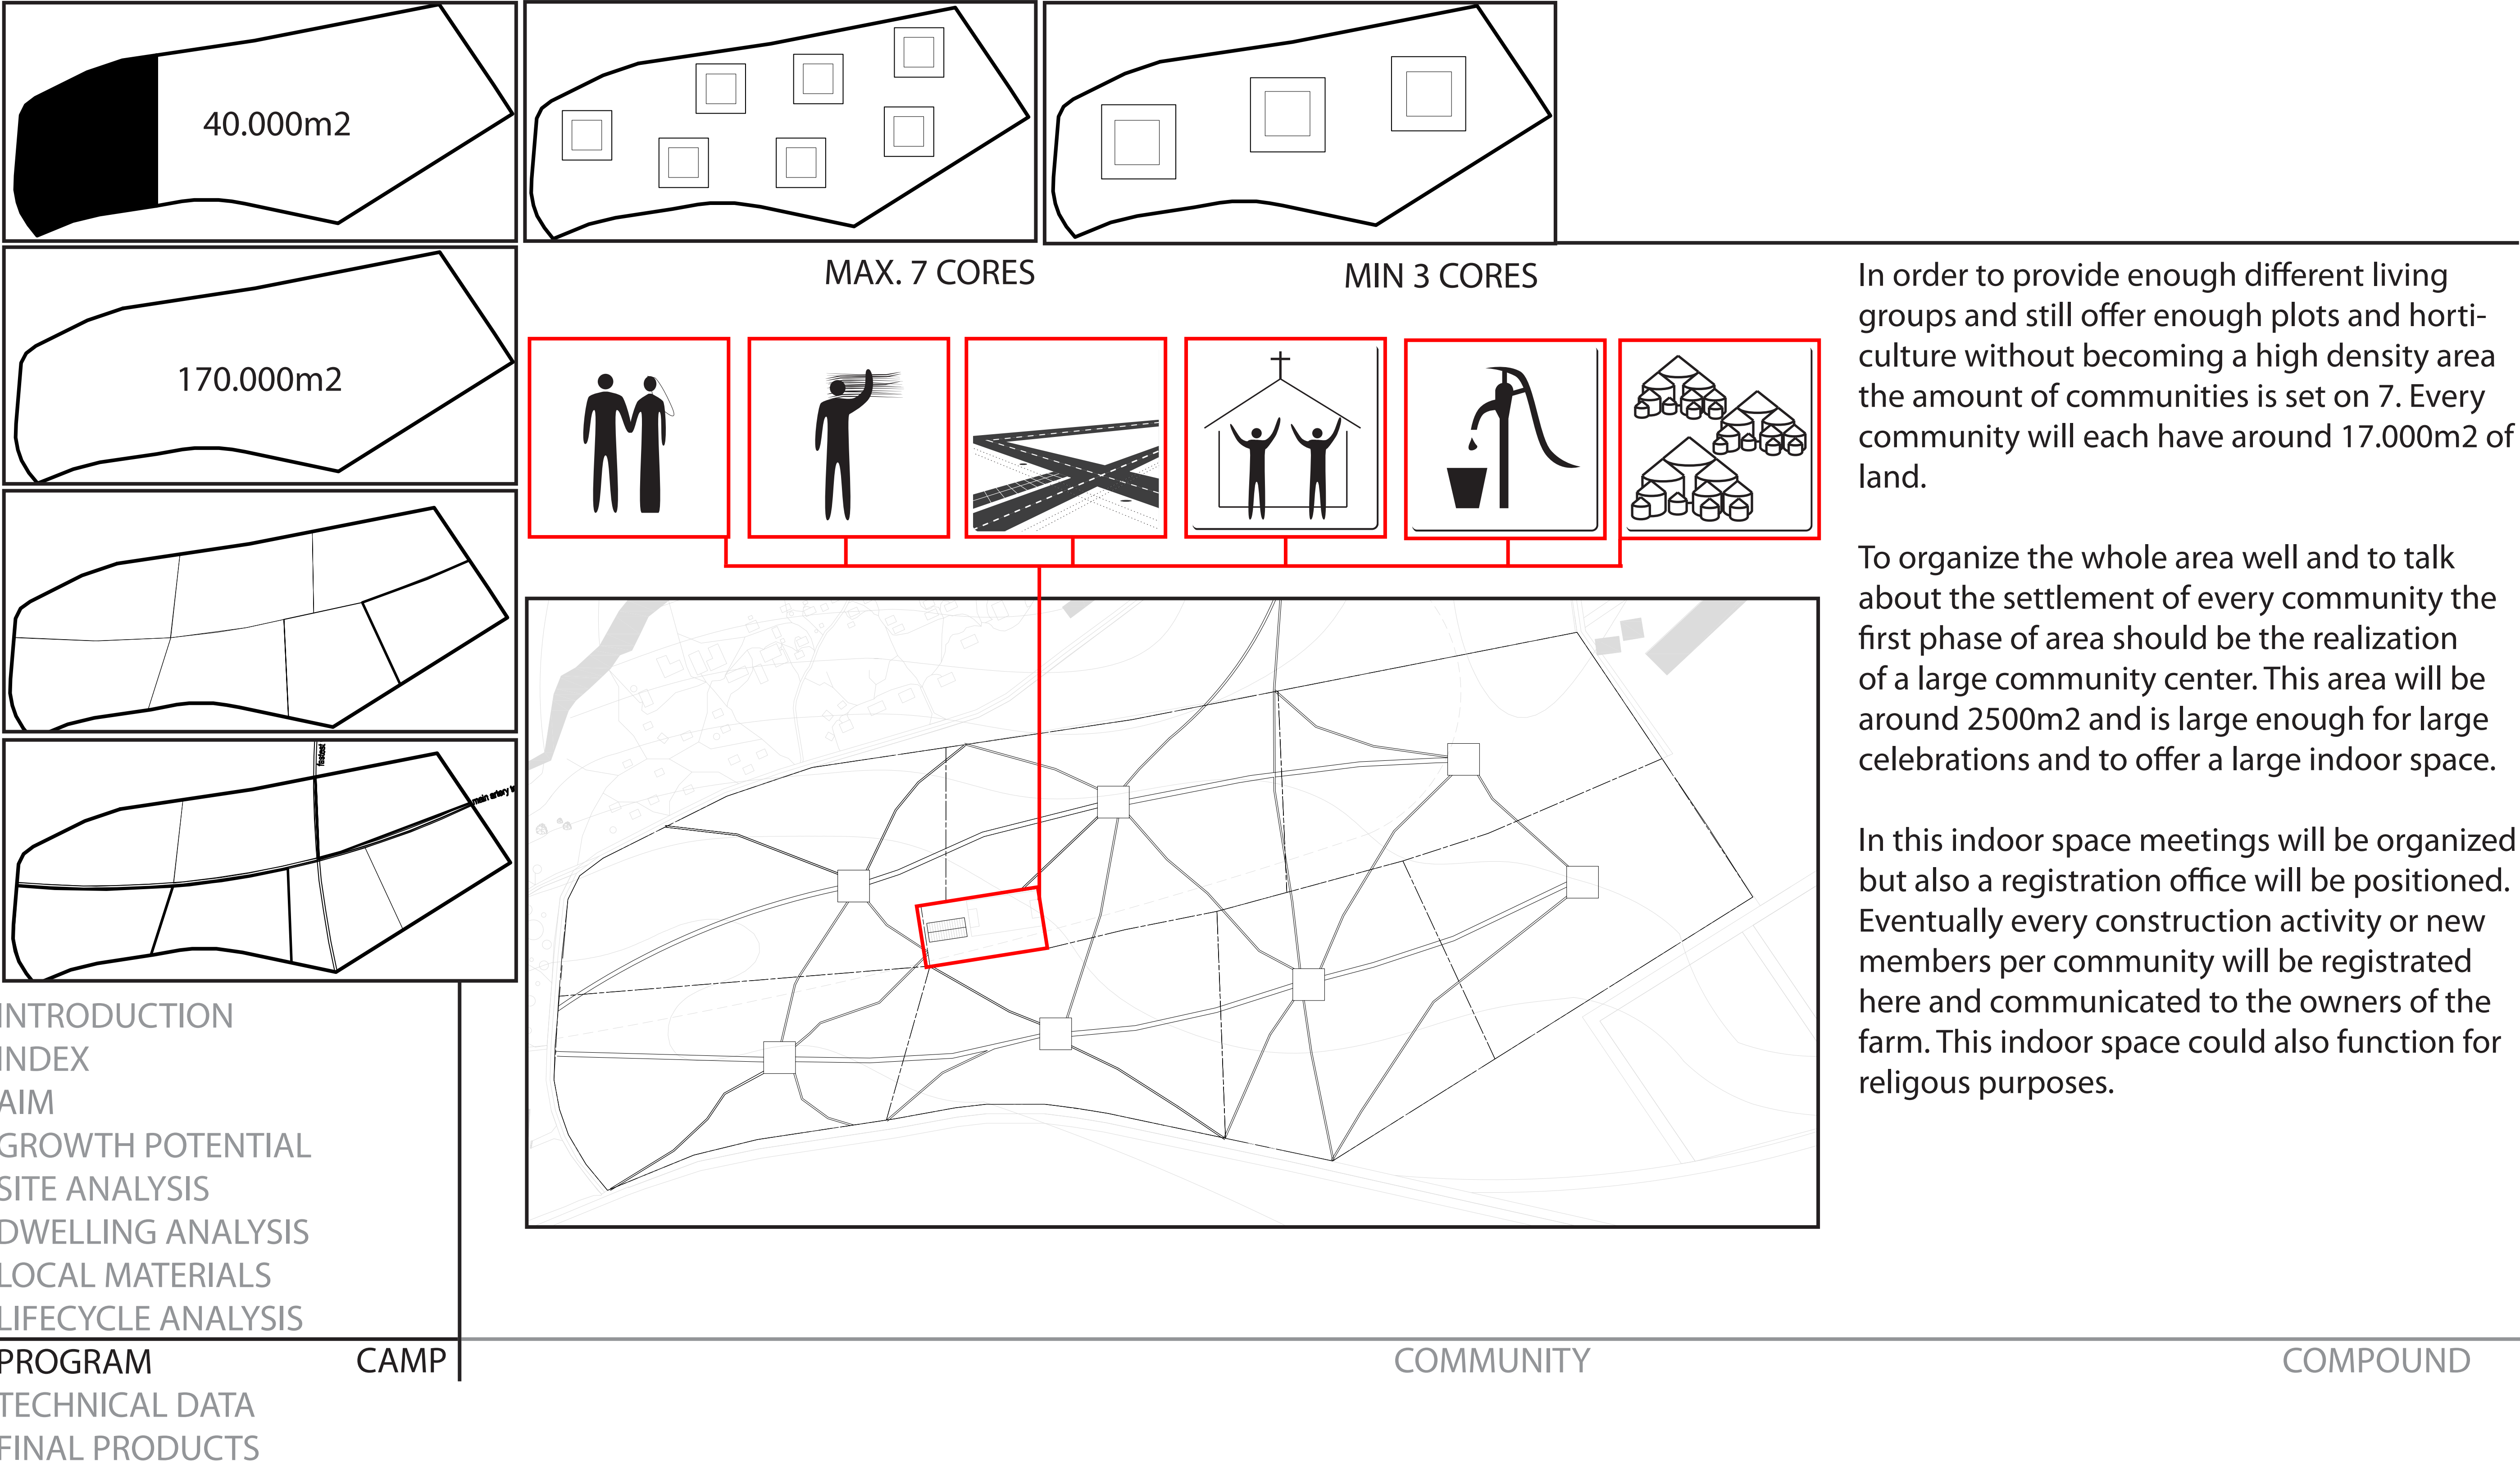 40.000m2
170.000m2
fastest
main artery
MAX. 7 CORES
MIN 3 CORES
In order to provide enough different living
groups and still offer enough plots and horti-
culture without becoming a high density area
the amount of communities is set on 7. Every
community will each have around 17.000m2 of
land.
To organize the whole area well and to talk
about the settlement of every community the
first phase of area should be the realization
of a large community center. This area will be
around 2500m2 and is large enough for large
celebrations and to offer a large indoor space.
In this indoor space meetings will be organized
but also a registration office will be positioned.
Eventually every construction activity or new
members per community will be registrated
here and communicated to the owners of the
farm. This indoor space could also function for
religous purposes.
INTRODUCTION
INDEX
AIM
GROWTH POTENTIAL
SITE ANALYSIS
DWELLING ANALYSIS
LOCAL MATERIALS
LIFECYCLE ANALYSIS
PROGRAM CAMP COMMUNITY COMPOUND
TECHNICAL DATA
FINAL PRODUCTS